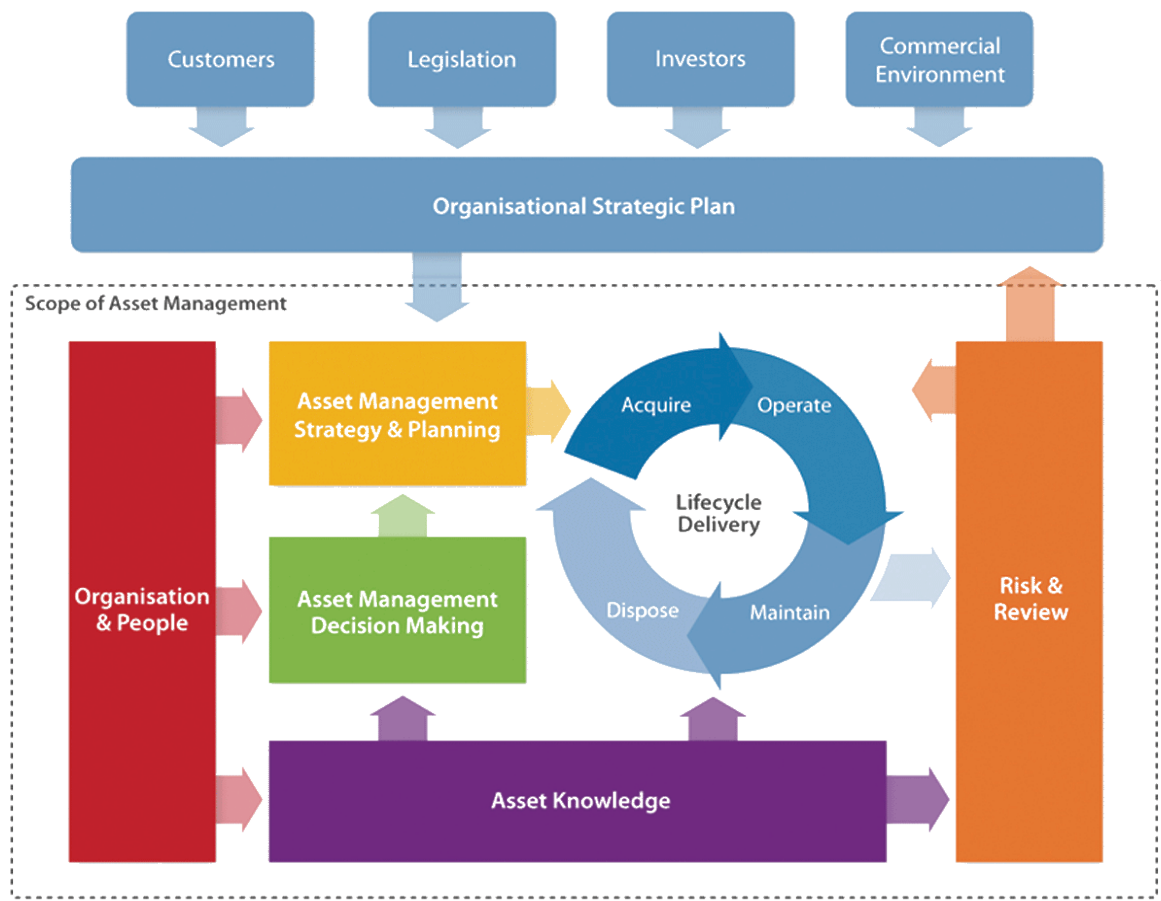 Customers
Legislation
Investors
Commercial
Environment
Organisational Strategic Plan
Scope of Asset Management
Organisation
& People
Asset Management
Strategy & Planning
Asset Management
Decision Making
Acquire
Operate
Lifecycle
Delivery
Dispose
Maintain
Risk &
Review
Asset Knowledge